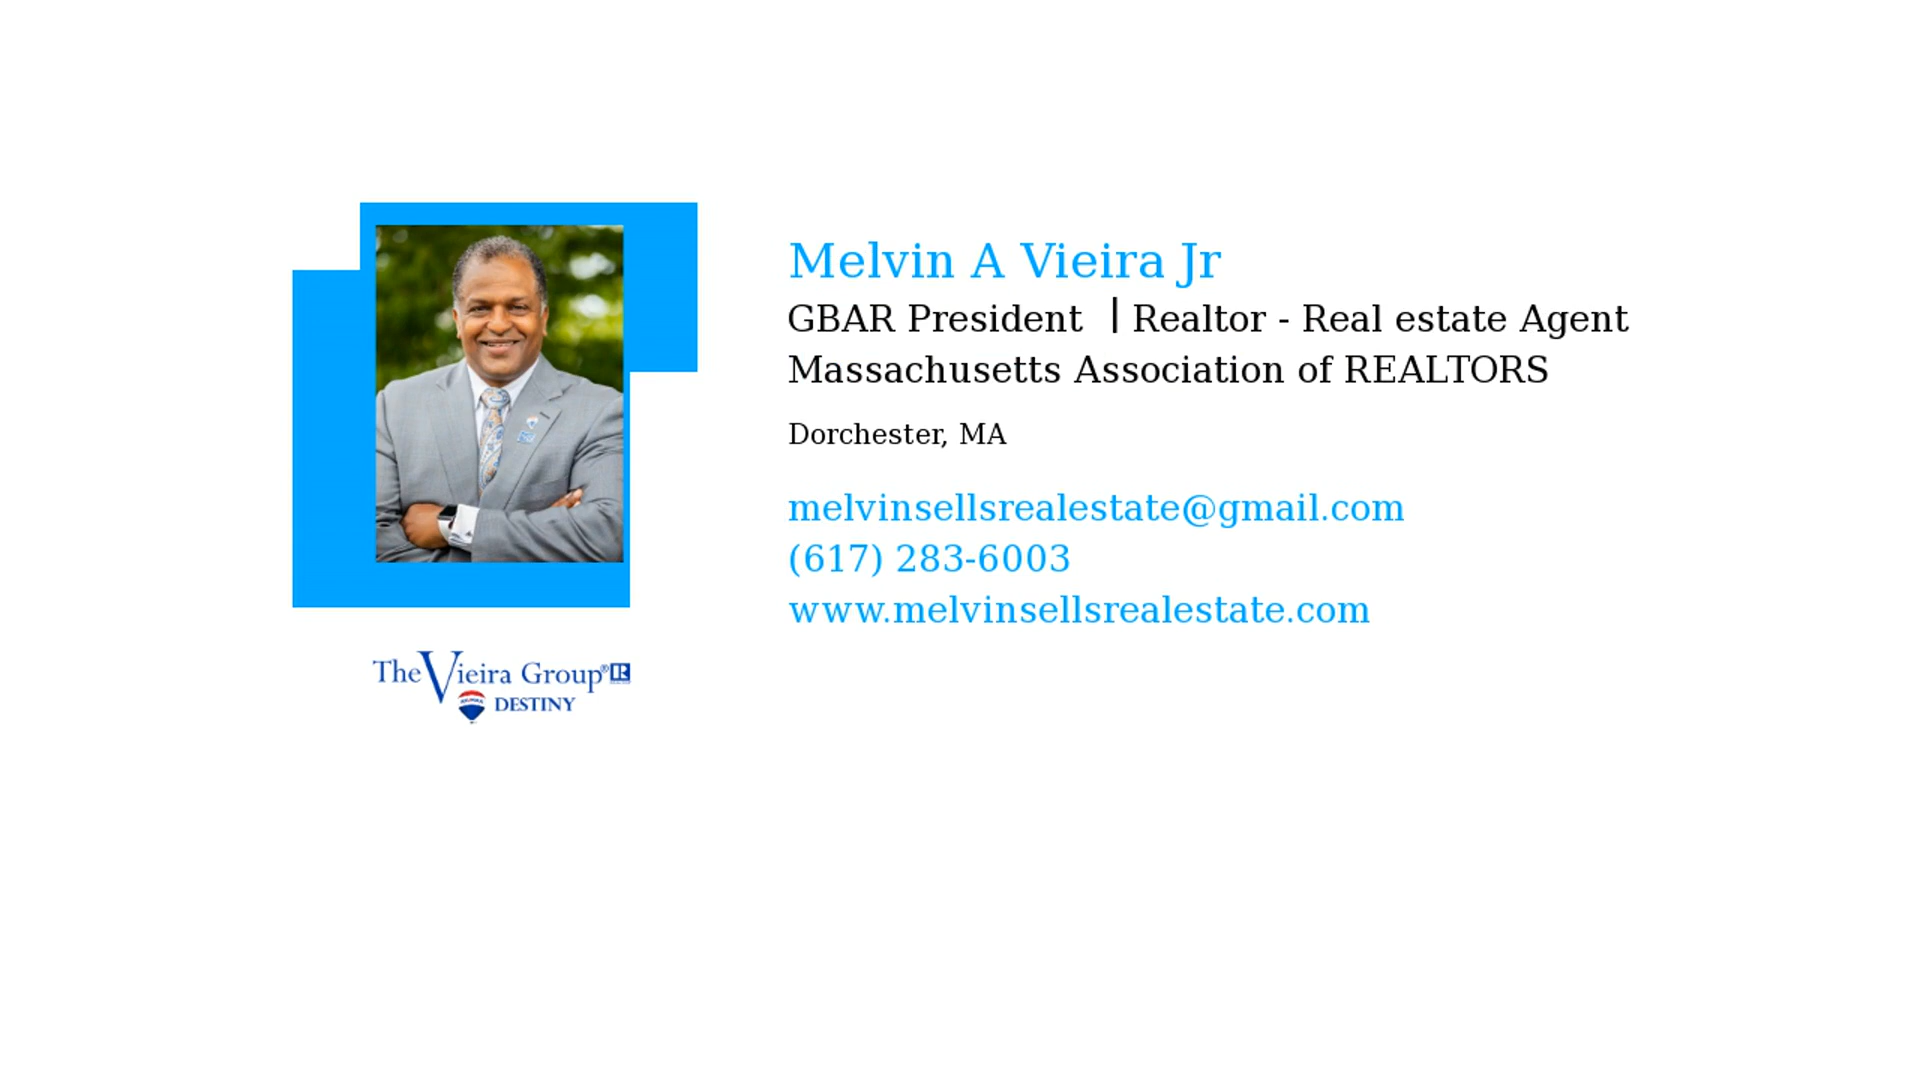 Melvin A Vieira Jr
GBAR President | Realtor - Real estate Agent
Massachusetts Association of REALTORS
Dorchester, MA
melvinsellsrealestate@gmail.com
(617) 283-6003
www.melvinsellsrealestate.com
The Vieira Group®
DESTINY